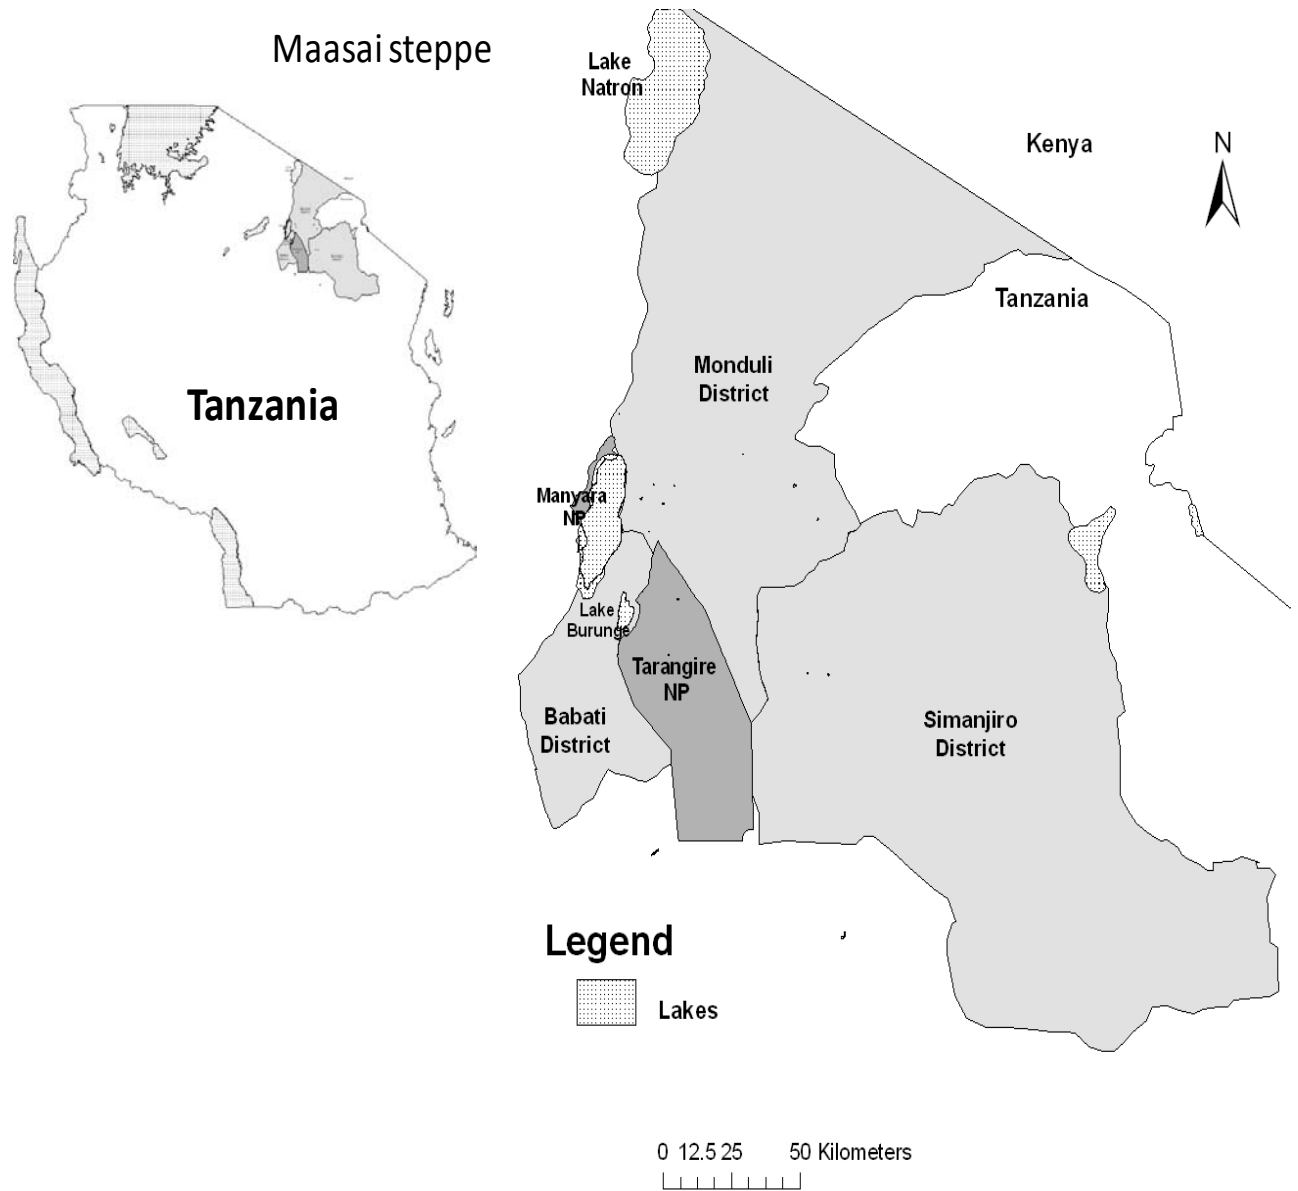 Maasai steppe
Lake
Natron
Kenya
N
Tanzania
Monduli
District
Tanzania
Manyara
NP
Lake
Burunge
Tarangire
NP
Babati
District
Simanjiro
District
Legend
Lakes
0 12.5 25 50 Kilometers